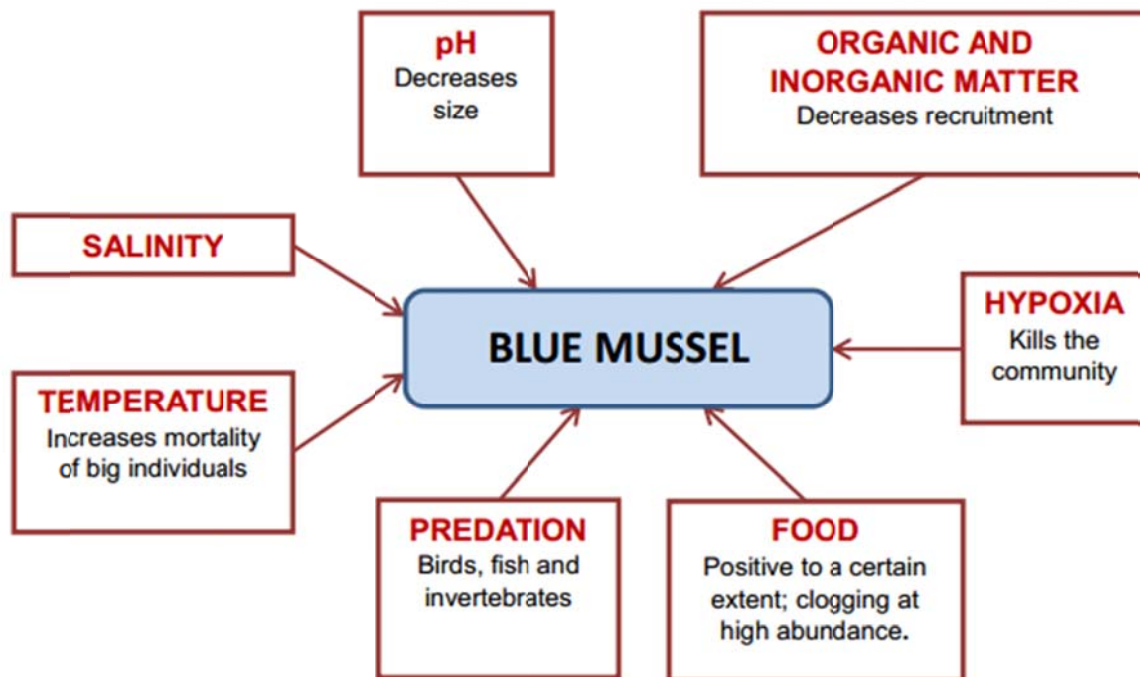 pH
Decreases
size
ORGANIC AND
INORGANIC MATTER
Decreases recruitment
SALINITY
BLUE MUSSEL
HYPOXIA
Kills the
community
TEMPERATURE
Increases mortality
of big individuals
PREDATION
Birds, fish and
invertebrates
FOOD
Positive to a certain
extent; clogging at
high abundance.